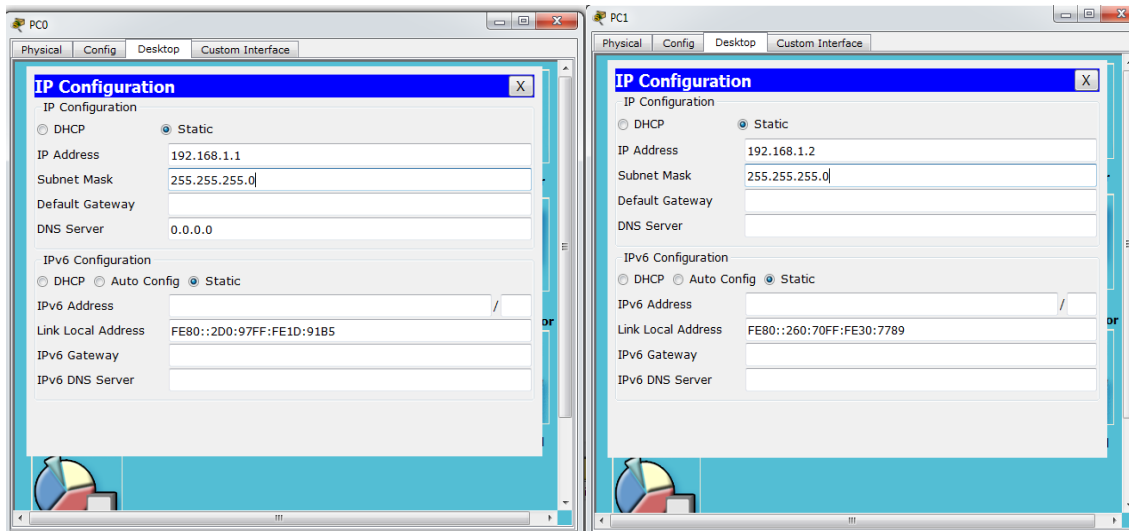 PC0
Physical Config Desktop Custom Interface
IP Configuration X
IP Configuration
DHCP Static
IP Address 192.168.1.1
Subnet Mask 255.255.255.0
Default Gateway
DNS Server 0.0.0.0
IPv6 Configuration
DHCP Auto Config Static
IPv6 Address /
Link Local Address FE80::2D0:97FF:FE1D:91B5
IPv6 Gateway
IPv6 DNS Server
PC1
Physical Config Desktop Custom Interface
IP Configuration X
IP Configuration
DHCP Static
IP Address 192.168.1.2
Subnet Mask 255.255.255.0
Default Gateway
DNS Server
IPv6 Configuration
DHCP Auto Config Static
IPv6 Address /
Link Local Address FE80::260:70FF:FE30:7789
IPv6 Gateway
IPv6 DNS Server